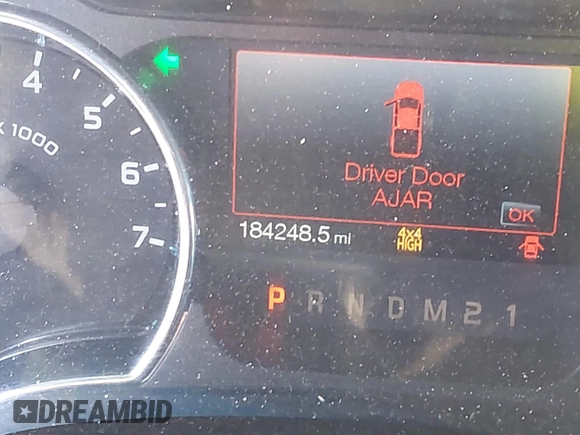 4
5
6
7
X 1000
Driver Door
AJAR
OK
184248.5 mi
4x4
HIGH
P R N D M 2 1
DREAMBID